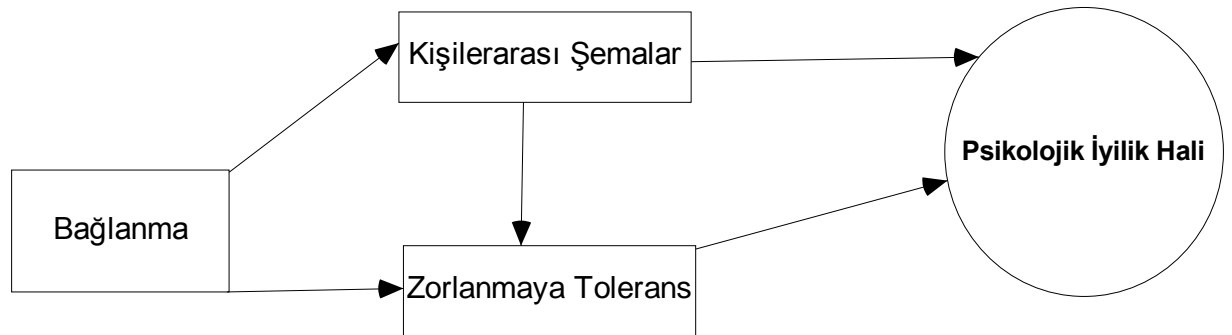 Kişilerarası Şemalar
Psikolojik İyilik Hali
Bağlanma
Zorlanmaya Tolerans